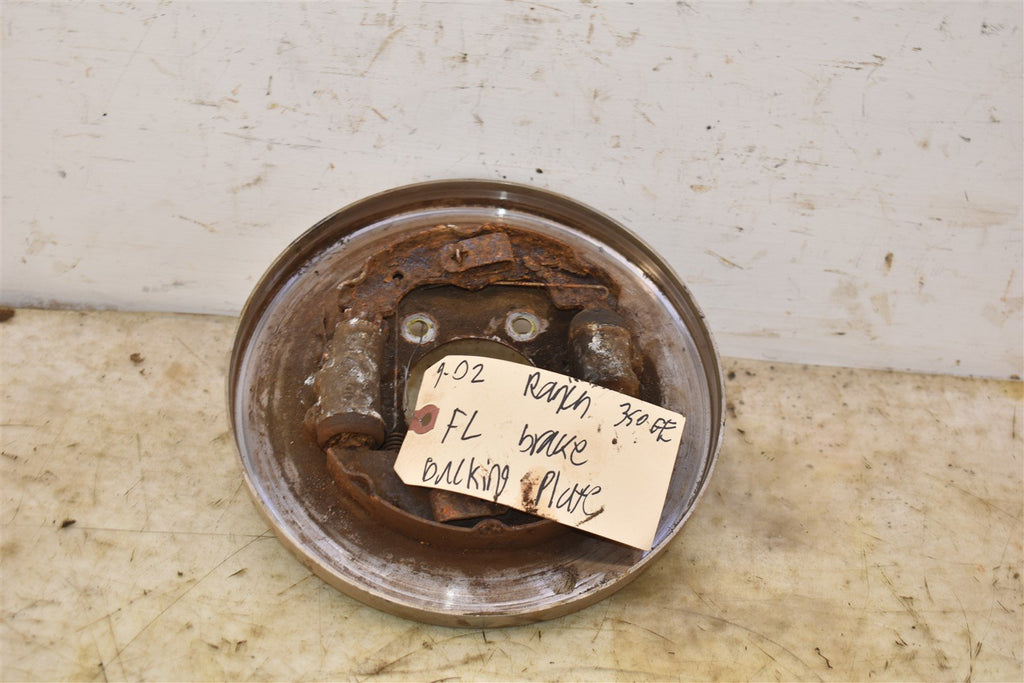 9-02 Ranch 350 FE
FL brake
Backing Plate